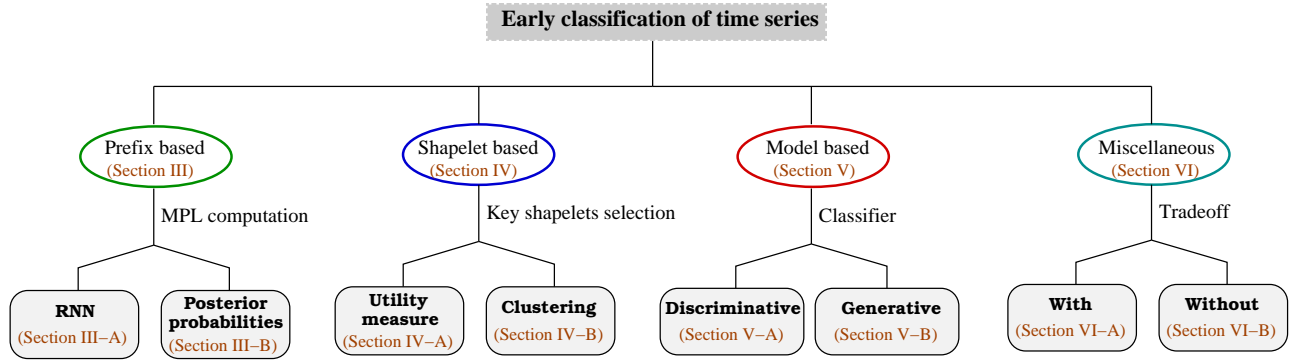 Early classification of time series
Prefix based
(Section III)
Shapelet based
(Section IV)
Model based
(Section V)
Miscellaneous
(Section VI)
MPL computation
Key shapelets selection
Classifier
Tradeoff
RNN
(Section III–A)
Posterior
probabilities
(Section III–B)
Utility
measure
(Section IV–A)
Clustering
(Section IV–B)
Discriminative
(Section V–A)
Generative
(Section V–B)
With
(Section VI–A)
Without
(Section VI–B)